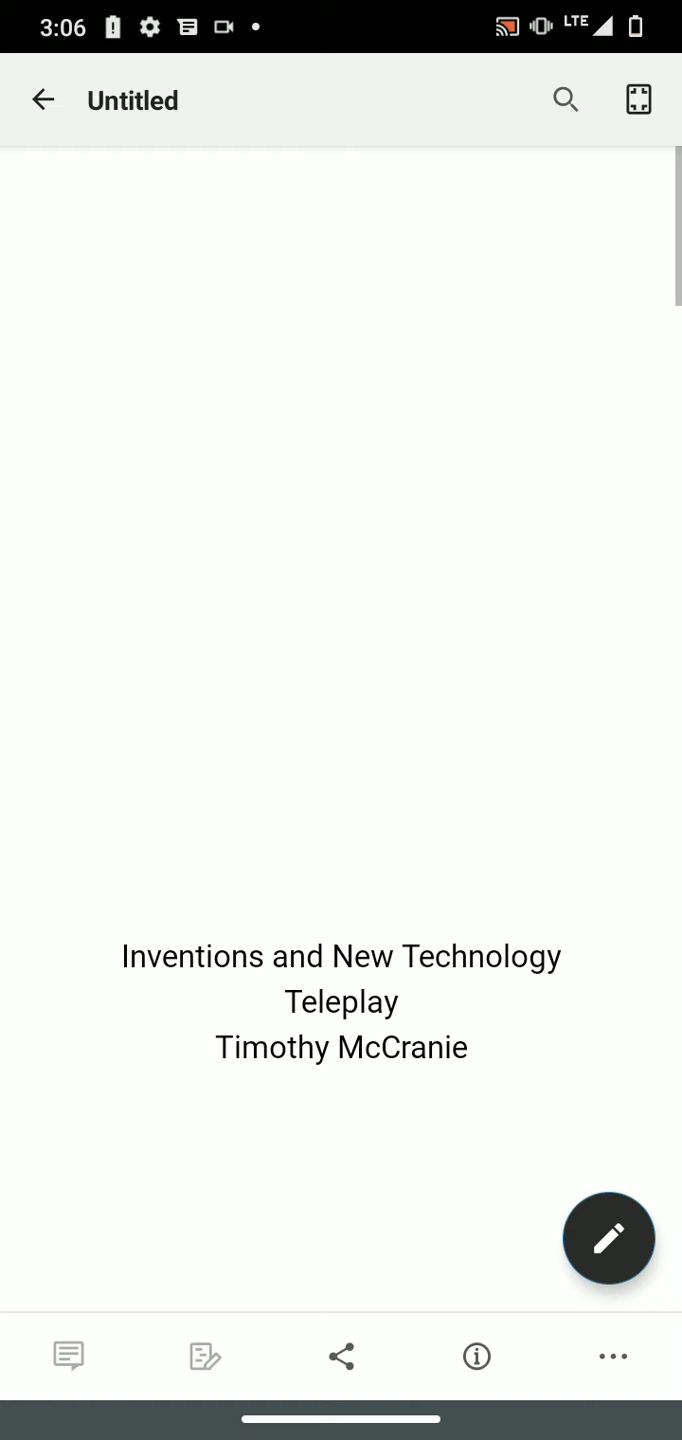 3:06
LTE
Untitled
Inventions and New Technology
Teleplay
Timothy McCranie